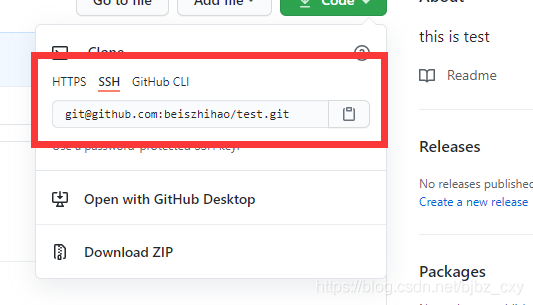 Go to file
Add file
Code
About
Clone
this is test
HTTPS SSH GitHub CLI
Readme
git@github.com:beiszhihao/test.git
Use a password-protected SSH key.
Releases
No releases published
Create a new release
Open with GitHub Desktop
Download ZIP
Packages
https://blog.csdn.net/bjbz_cxy